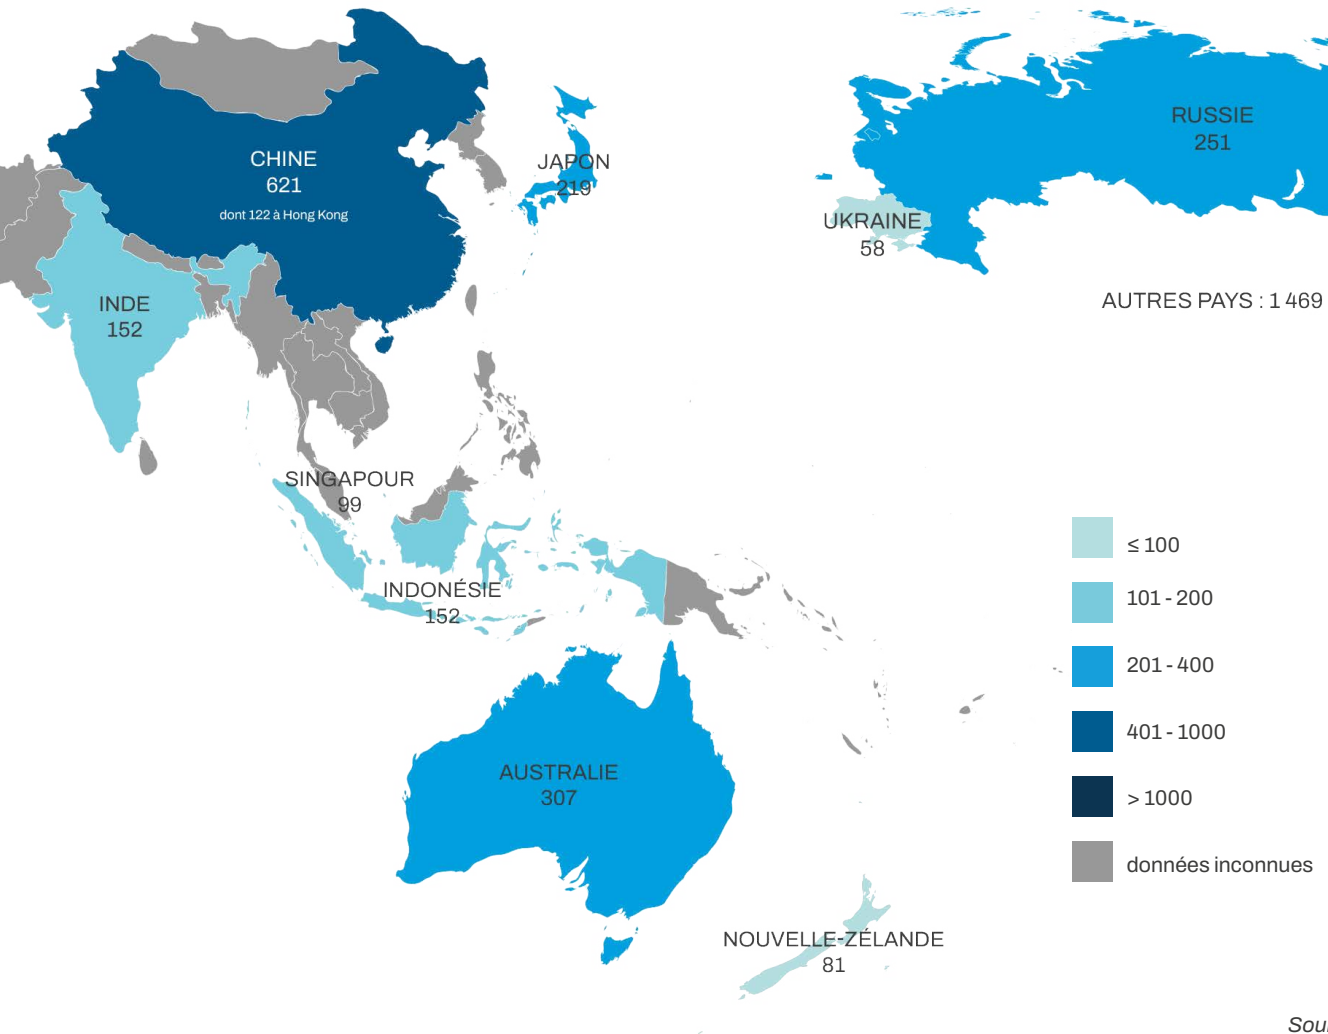 RUSSIE
251
CHINE
621
dont 122 à Hong Kong
JAPON
219
UKRAINE
58
INDE
152
AUTRES PAYS : 1 469
SINGAPOUR
99
INDONÉSIE
152
≤ 100
101 - 200
201 - 400
401 - 1000
> 1000
données inconnues
AUSTRALIE
307
NOUVELLE-ZÉLANDE
81
Sour